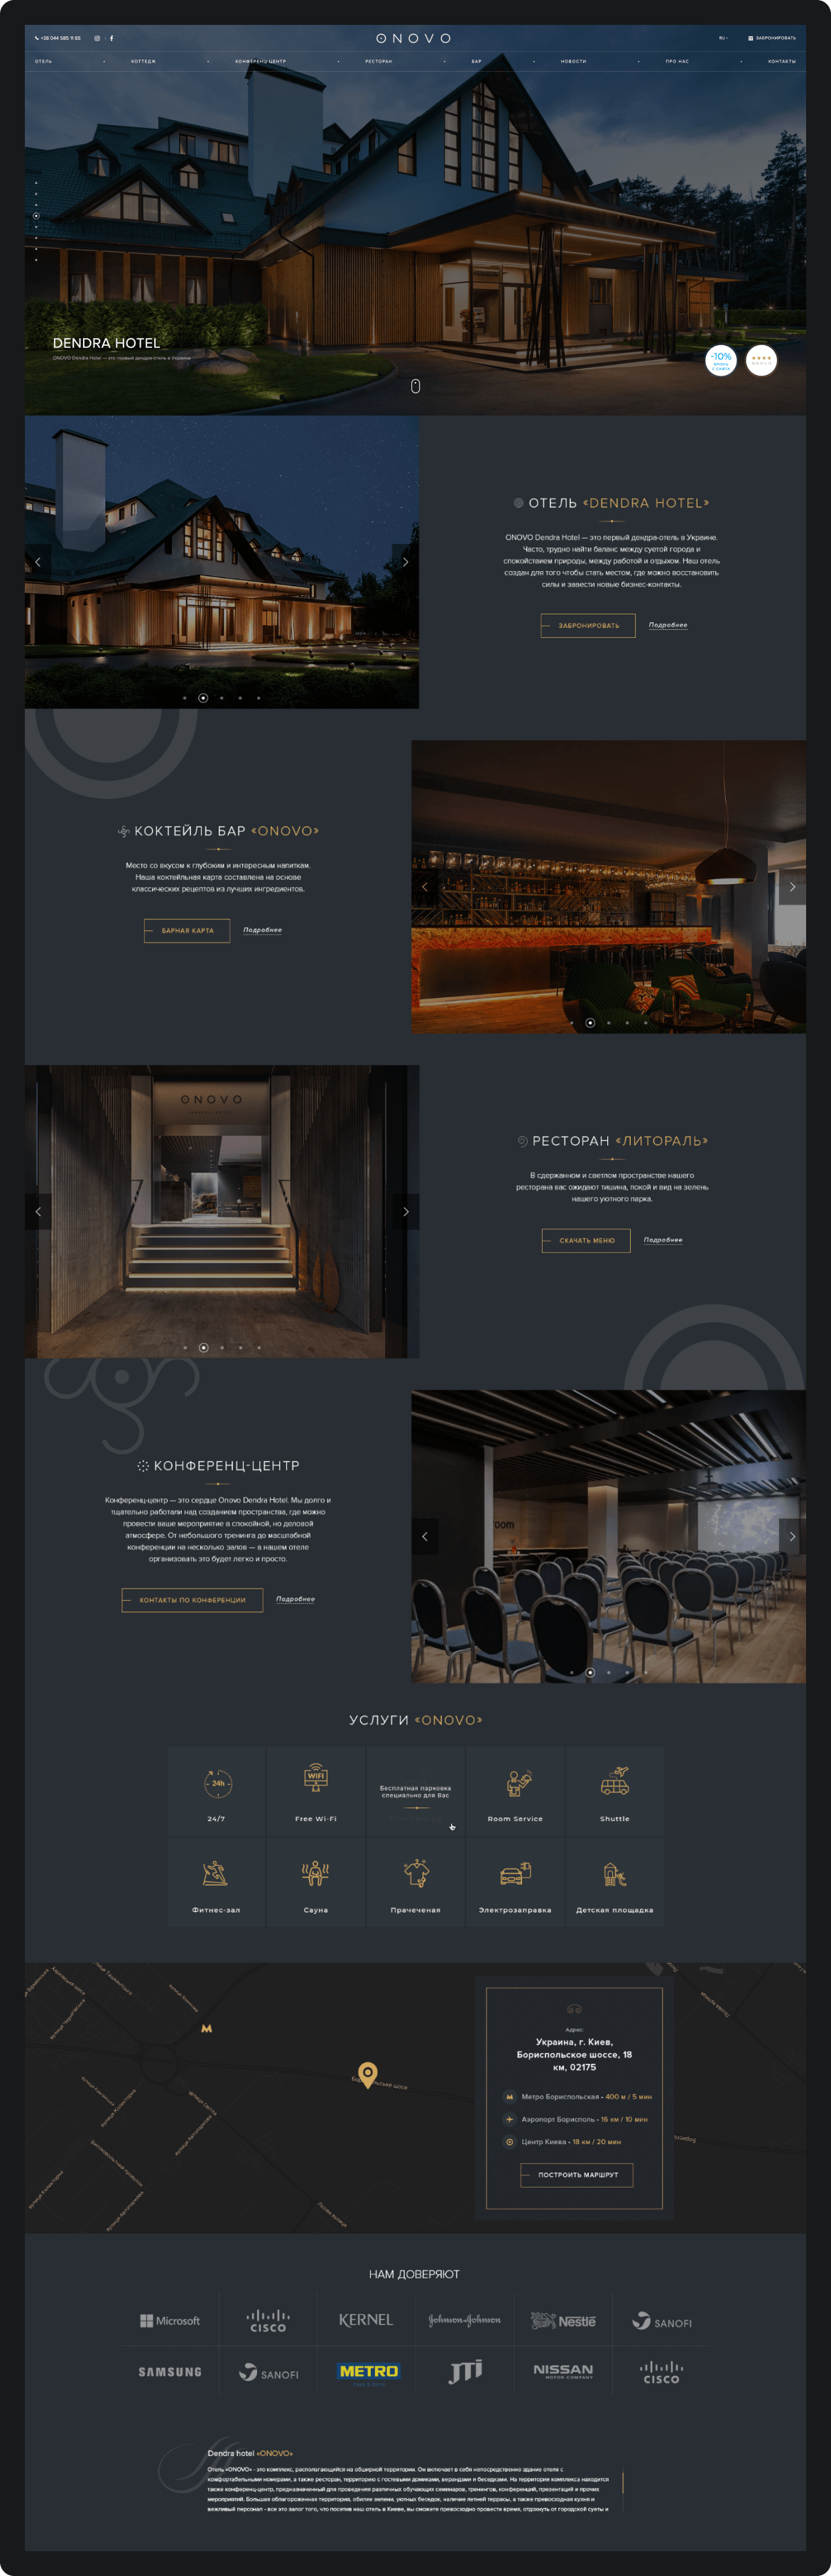 +38 044 585 11 65
ONOVO
RU
ЗАБРОНИРОВАТЬ
ОТЕЛЬ
КОТТЕДЖ
КОНФЕРЕНЦ ЦЕНТР
РЕСТОРАН
БАР
НОВОСТИ
ПРО НАС
КОНТАКТЫ
DENDRA HOTEL
ONOVO Dendra Hotel — это первый дендра-отель в Украине
-10%
С САЙТА
ОТЕЛЬ «DENDRA HOTEL»
ONOVO Dendra Hotel — это первый дендра-отель в Украине.
Часто, трудно найти баланс между суетой города и
спокойствием природы, между работой и отдыхом. Наш отель
создан для того чтобы стать местом, где можно восстановить
силы и завести новые бизнес-контакты.
ЗАБРОНИРОВАТЬ
Подробнее
КОКТЕЙЛЬ БАР «ONOVO»
Место со вкусом к глубоким и интересным напиткам.
Наша коктейльная карта составлена на основе
классических рецептов из лучших ингредиентов.
БАРНАЯ КАРТА
Подробнее
ONOVO
РЕСТОРАН «ЛИТОРАЛЬ»
В сдержанном и светлом пространстве нашего
ресторана вас ожидают тишина, покой и вид на зелень
нашего уютного парка.
СКАЧАТЬ МЕНЮ
Подробнее
КОНФЕРЕНЦ-ЦЕНТР
Конференц-центр — это сердце Onovo Dendra Hotel. Мы долго и
тщательно работали над созданием пространства, где можно
провести ваше мероприятие в спокойной, но деловой
атмосфере. От небольшого тренинга до масштабной
конференции на несколько залов — в нашем отеле
организовать это будет легко и просто.
КОНТАКТЫ ПО КОНФЕРЕНЦИИ
Подробнее
room
УСЛУГИ «ONOVO»
24h
24/7
WIFI
Free Wi-Fi
Бесплатная парковка
специально для Вас
Room Service
Shuttle
Фитнес-зал
Сауна
Прачеченая
Электрозаправка
Детская площадка
Адрес:
Украина, г. Киев,
Бориспольское шоссе, 18
км, 02175
Метро Бориспольская - 400 м / 5 мин
Аэропорт Борисполь - 16 км / 10 мин
Центр Киева - 18 км / 20 мин
ПОСТРОИТЬ МАРШРУТ
НАМ ДОВЕРЯЮТ
Microsoft
CISCO
KERNEL
Johnson&Johnson
Nestle
SANOFI
SAMSUNG
SANOFI
METRO
JTi
NISSAN
MOTOR COMPANY
CISCO
Dendra hotel «ONOVO»
Отель «ONOVO» - это комплекс, располагающийся на обширной территории. Он включает в себя непосредственно здание отеля с
комфортабельными номерами, а также ресторан, территорию с гостевыми домиками, верандами и беседками. На территории комплекса находится
также конференц-центр, предназначенный для проведения различных обучающих семинаров, тренингов, конференций, презентаций и прочих
мероприятий. Большая облагороженная территория, обилие зелени, уютных беседок, наличие летней террасы, а также превосходная кухня и
вежливый персонал - все это залог того, что посетив наш отель в Киеве, вы сможете превосходно провести время, отдохнуть от городской суеты и